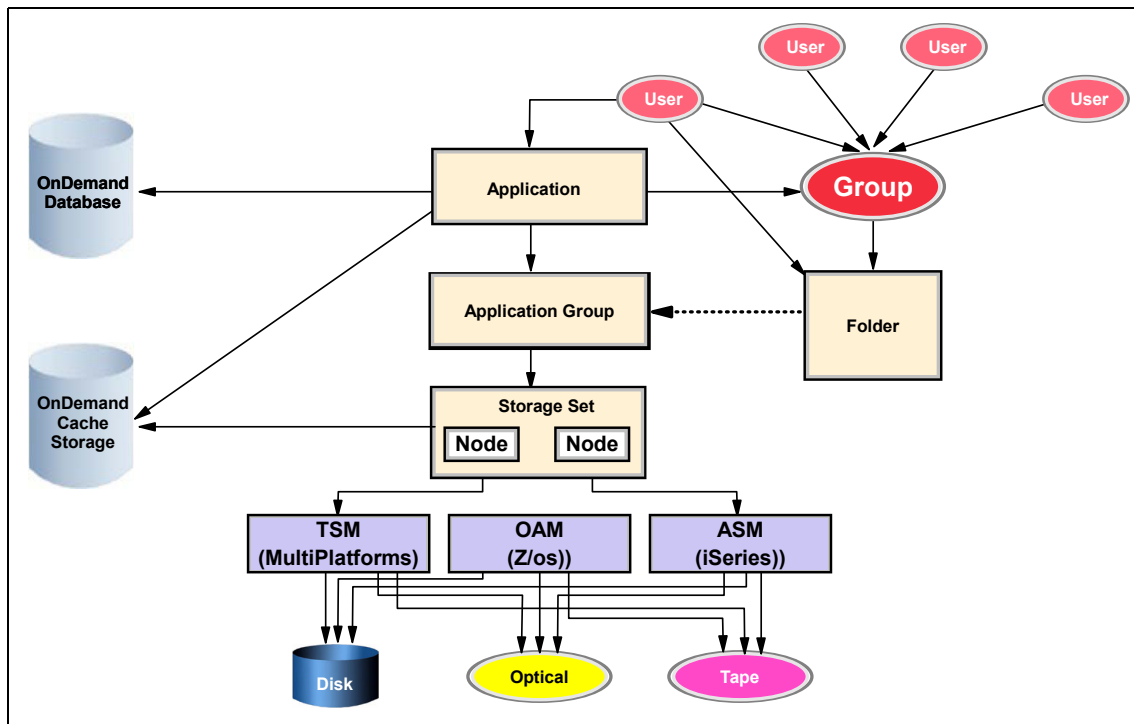 User
User
User
User
OnDemand
Database
Application
Group
Application Group
Folder
OnDemand
Cache
Storage
Storage Set
Node
Node
TSM
(MultiPlatforms)
OAM
(Z/os))
ASM
(iSeries))
Disk
Optical
Tape